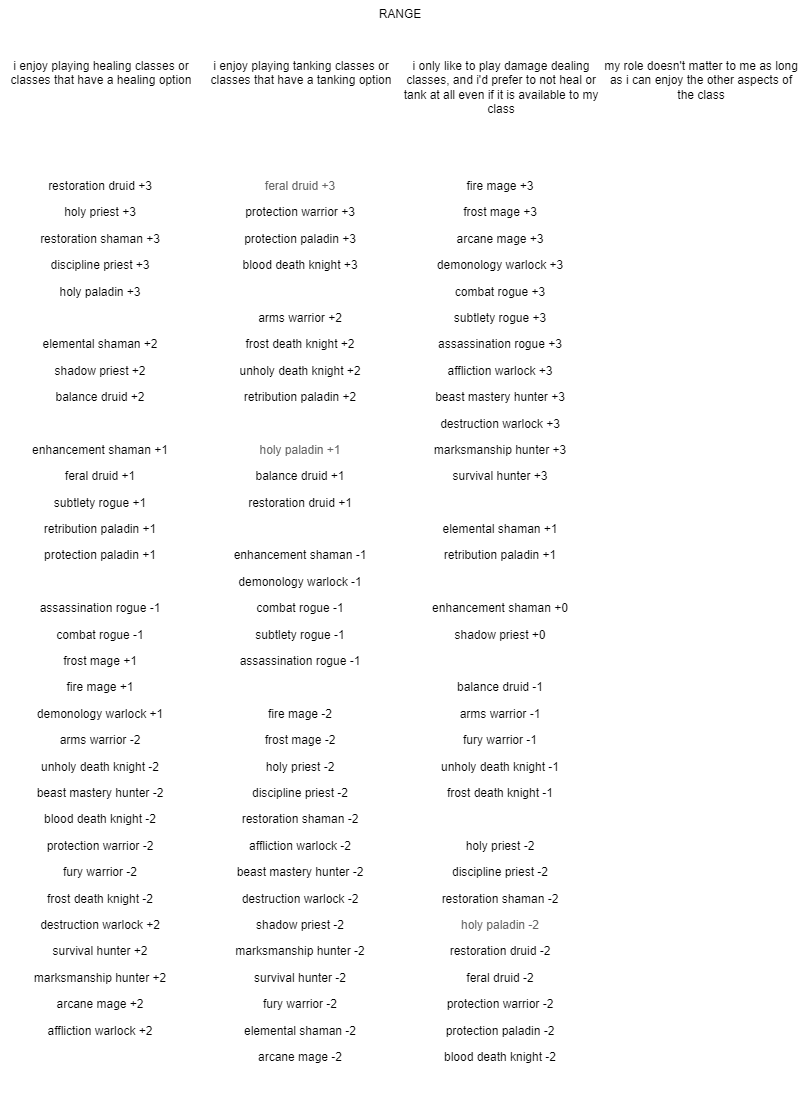 RANGE
i enjoy playing healing classes or
classes that have a healing option
i enjoy playing tanking classes or
classes that have a tanking option
i only like to play damage dealing
classes, and i'd prefer to not heal or
tank at all even if it is available to my
class
my role doesn't matter to me as long
as i can enjoy the other aspects of
the class
restoration druid +3
holy priest +3
restoration shaman +3
discipline priest +3
holy paladin +3
elemental shaman +2
shadow priest +2
balance druid +2
enhancement shaman +1
feral druid +1
subtlety rogue +1
retribution paladin +1
protection paladin +1
assassination rogue -1
combat rogue -1
frost mage +1
fire mage +1
demonology warlock +1
arms warrior -2
unholy death knight -2
beast mastery hunter -2
blood death knight -2
protection warrior -2
fury warrior -2
frost death knight -2
destruction warlock +2
survival hunter +2
marksmanship hunter +2
arcane mage +2
affliction warlock +2
feral druid +3
protection warrior +3
protection paladin +3
blood death knight +3
arms warrior +2
frost death knight +2
unholy death knight +2
retribution paladin +2
holy paladin +1
balance druid +1
restoration druid +1
enhancement shaman -1
demonology warlock -1
combat rogue -1
subtlety rogue -1
assassination rogue -1
fire mage -2
frost mage -2
holy priest -2
discipline priest -2
restoration shaman -2
affliction warlock -2
beast mastery hunter -2
destruction warlock -2
shadow priest -2
marksmanship hunter -2
survival hunter -2
fury warrior -2
elemental shaman -2
arcane mage -2
fire mage +3
frost mage +3
arcane mage +3
demonology warlock +3
combat rogue +3
subtlety rogue +3
assassination rogue +3
affliction warlock +3
beast mastery hunter +3
destruction warlock +3
marksmanship hunter +3
survival hunter +3
elemental shaman +1
retribution paladin +1
enhancement shaman +0
shadow priest +0
balance druid -1
arms warrior -1
fury warrior -1
unholy death knight -1
frost death knight -1
holy priest -2
discipline priest -2
restoration shaman -2
holy paladin -2
restoration druid -2
feral druid -2
protection warrior -2
protection paladin -2
blood death knight -2